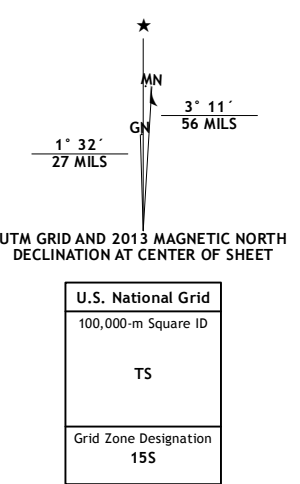 ★
MN
3° 11´
56 MILS
GN
1° 32´
27 MILS
UTM GRID AND 2013 MAGNETIC NORTH
DECLINATION AT CENTER OF SHEET
U.S. National Grid
100,000-m Square ID
TS
Grid Zone Designation
15S